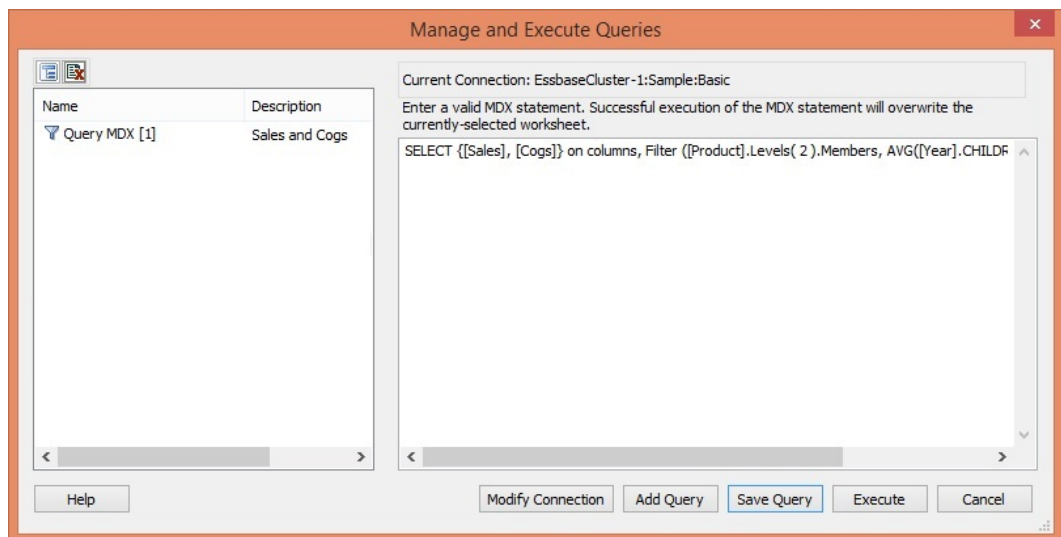 Manage and Execute Queries
Name Description
Query MDX [1] Sales and Cogs
Current Connection: EssbaseCluster-1:Sample:Basic
Enter a valid MDX statement. Successful execution of the MDX statement will overwrite the
currently-selected worksheet.
SELECT {[Sales], [Cogs]} on columns, Filter ([Product].Levels( 2 ).Members, AVG([Year].CHILDR
Help Modify Connection Add Query Save Query Execute Cancel